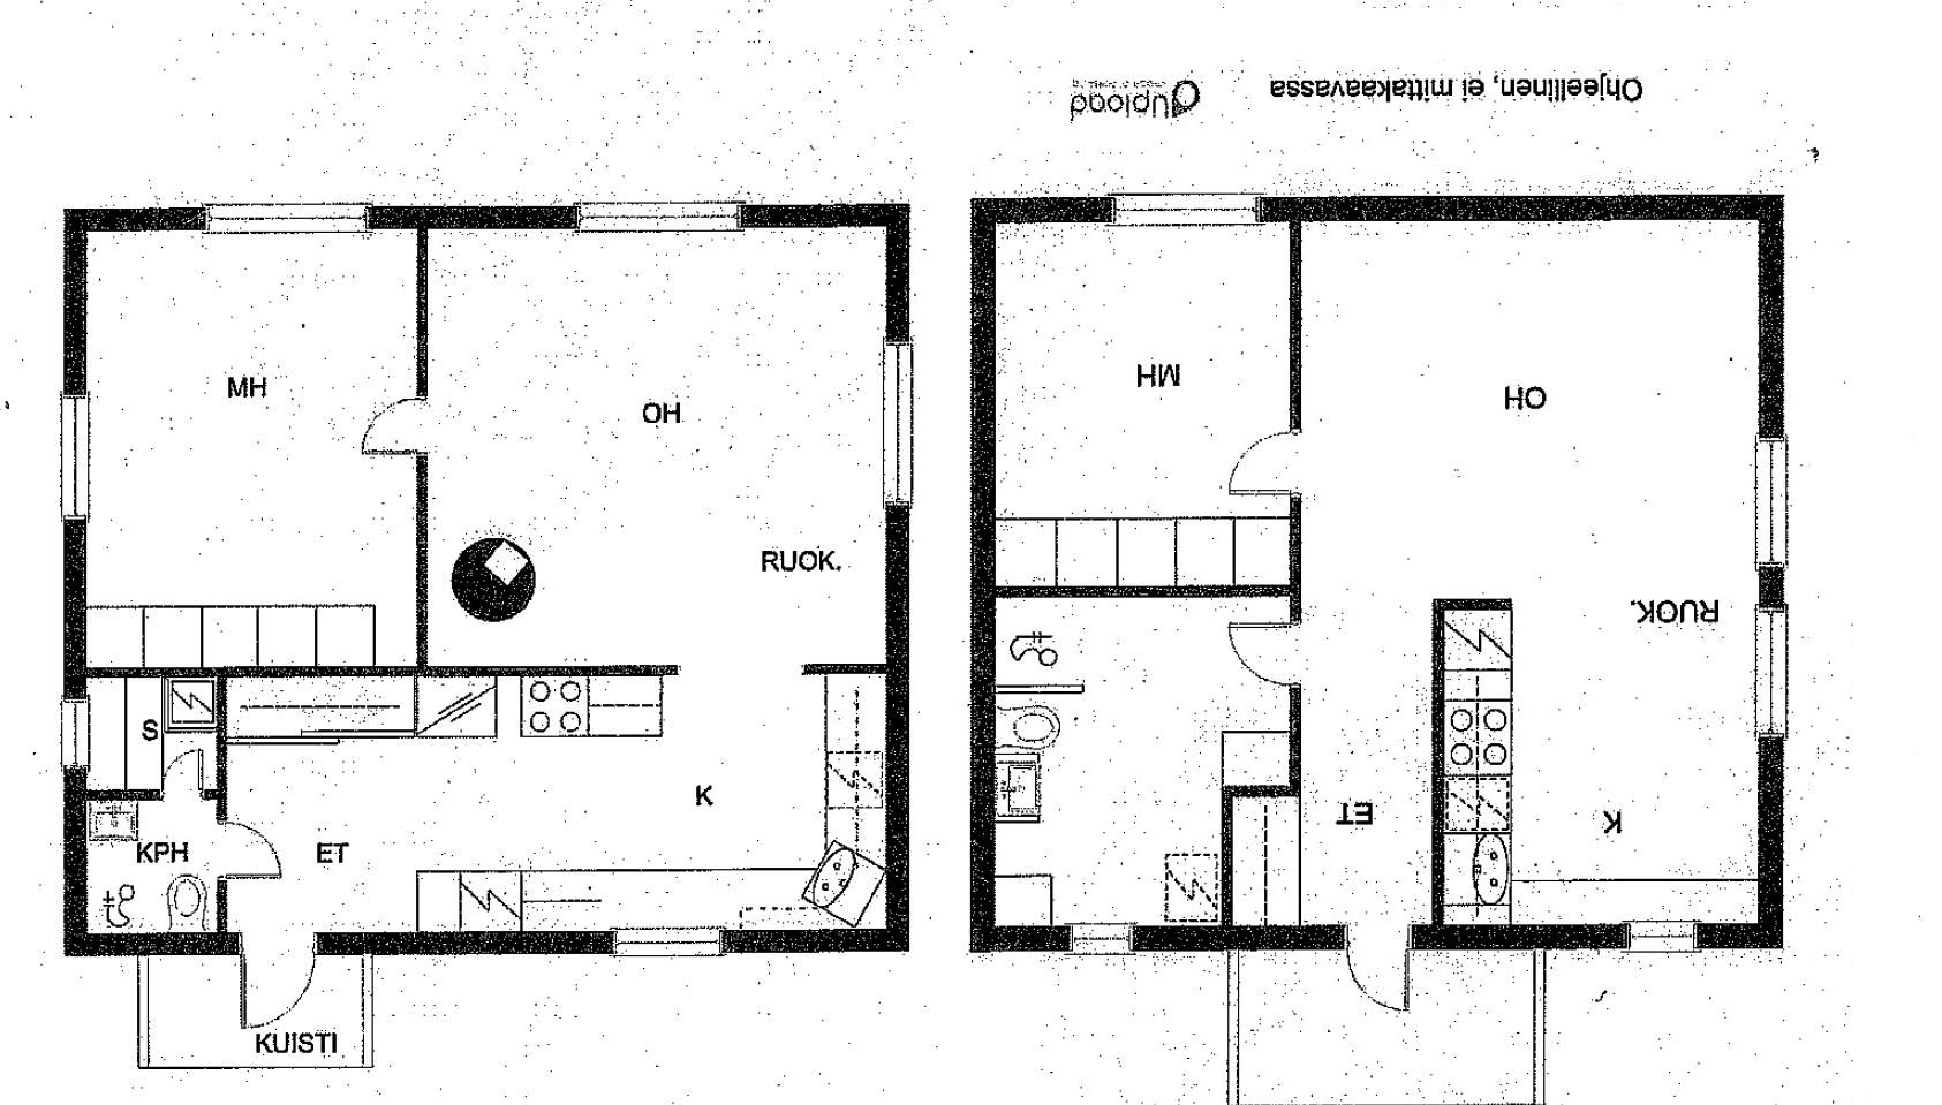 Ohjeellinen, ei mittakaavassa
Upload
MH
OH
RUOK.
S
K
KPH
ET
KUISTI
MH
OH
RUOK.
ET
K